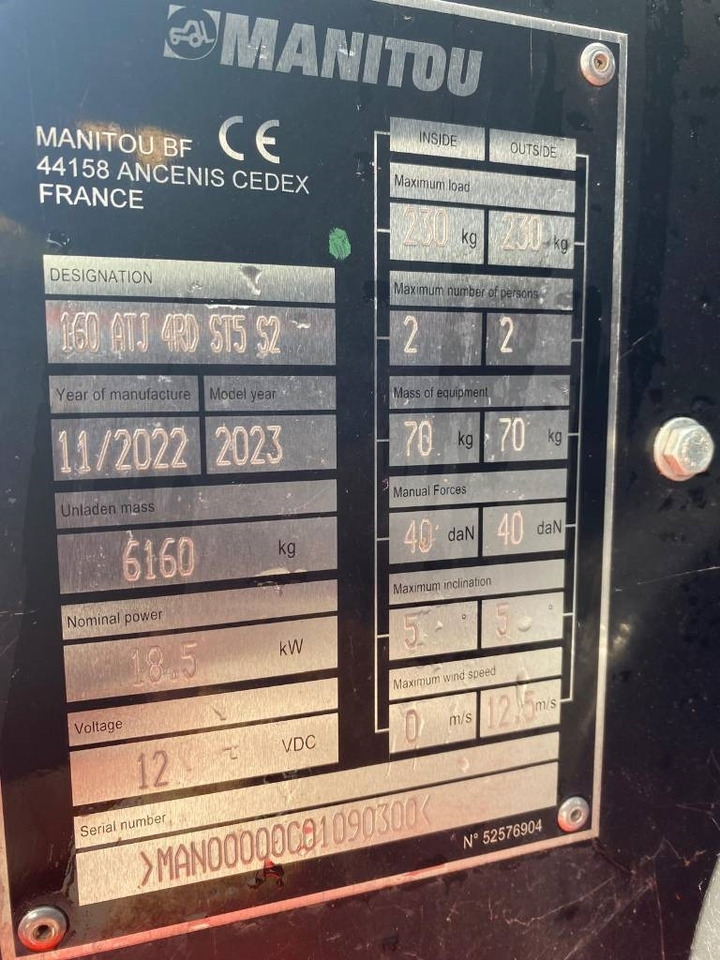 MANITOU
MANITOU BF CE
44158 ANCENIS CEDEX
FRANCE
DESIGNATION
160 ATJ 4RD ST5 S2
Year of manufacture Model year
11/2022 2023
Unladen mass
6160 kg
Nominal power
18.5 kW
Voltage
12 VDC
Serial number
>MAN00000C01090300<
N° 52576904
INSIDE OUTSIDE
Maximum load
230 kg 230 kg
Maximum number of persons
2 2
Mass of equipment
70 kg 70 kg
Manual Forces
40 daN 40 daN
Maximum inclination
5 ° 5 °
Maximum wind speed
0 m/s 12.5 m/s